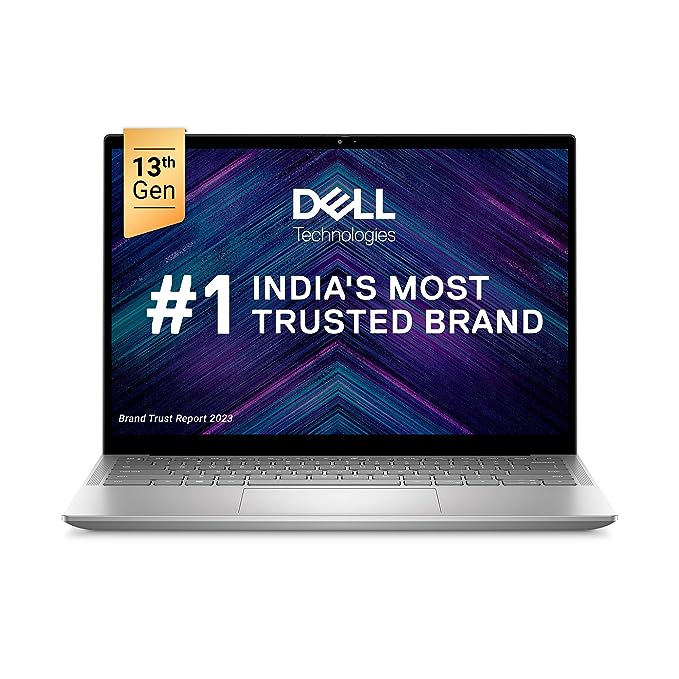 13th
Gen
DELL
Technologies
#1 INDIA'S MOST
TRUSTED BRAND
Brand Trust Report 2023